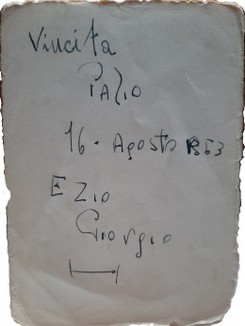 Vincita
Palio
16 - Agosto 1953
Ezio
Giorgio